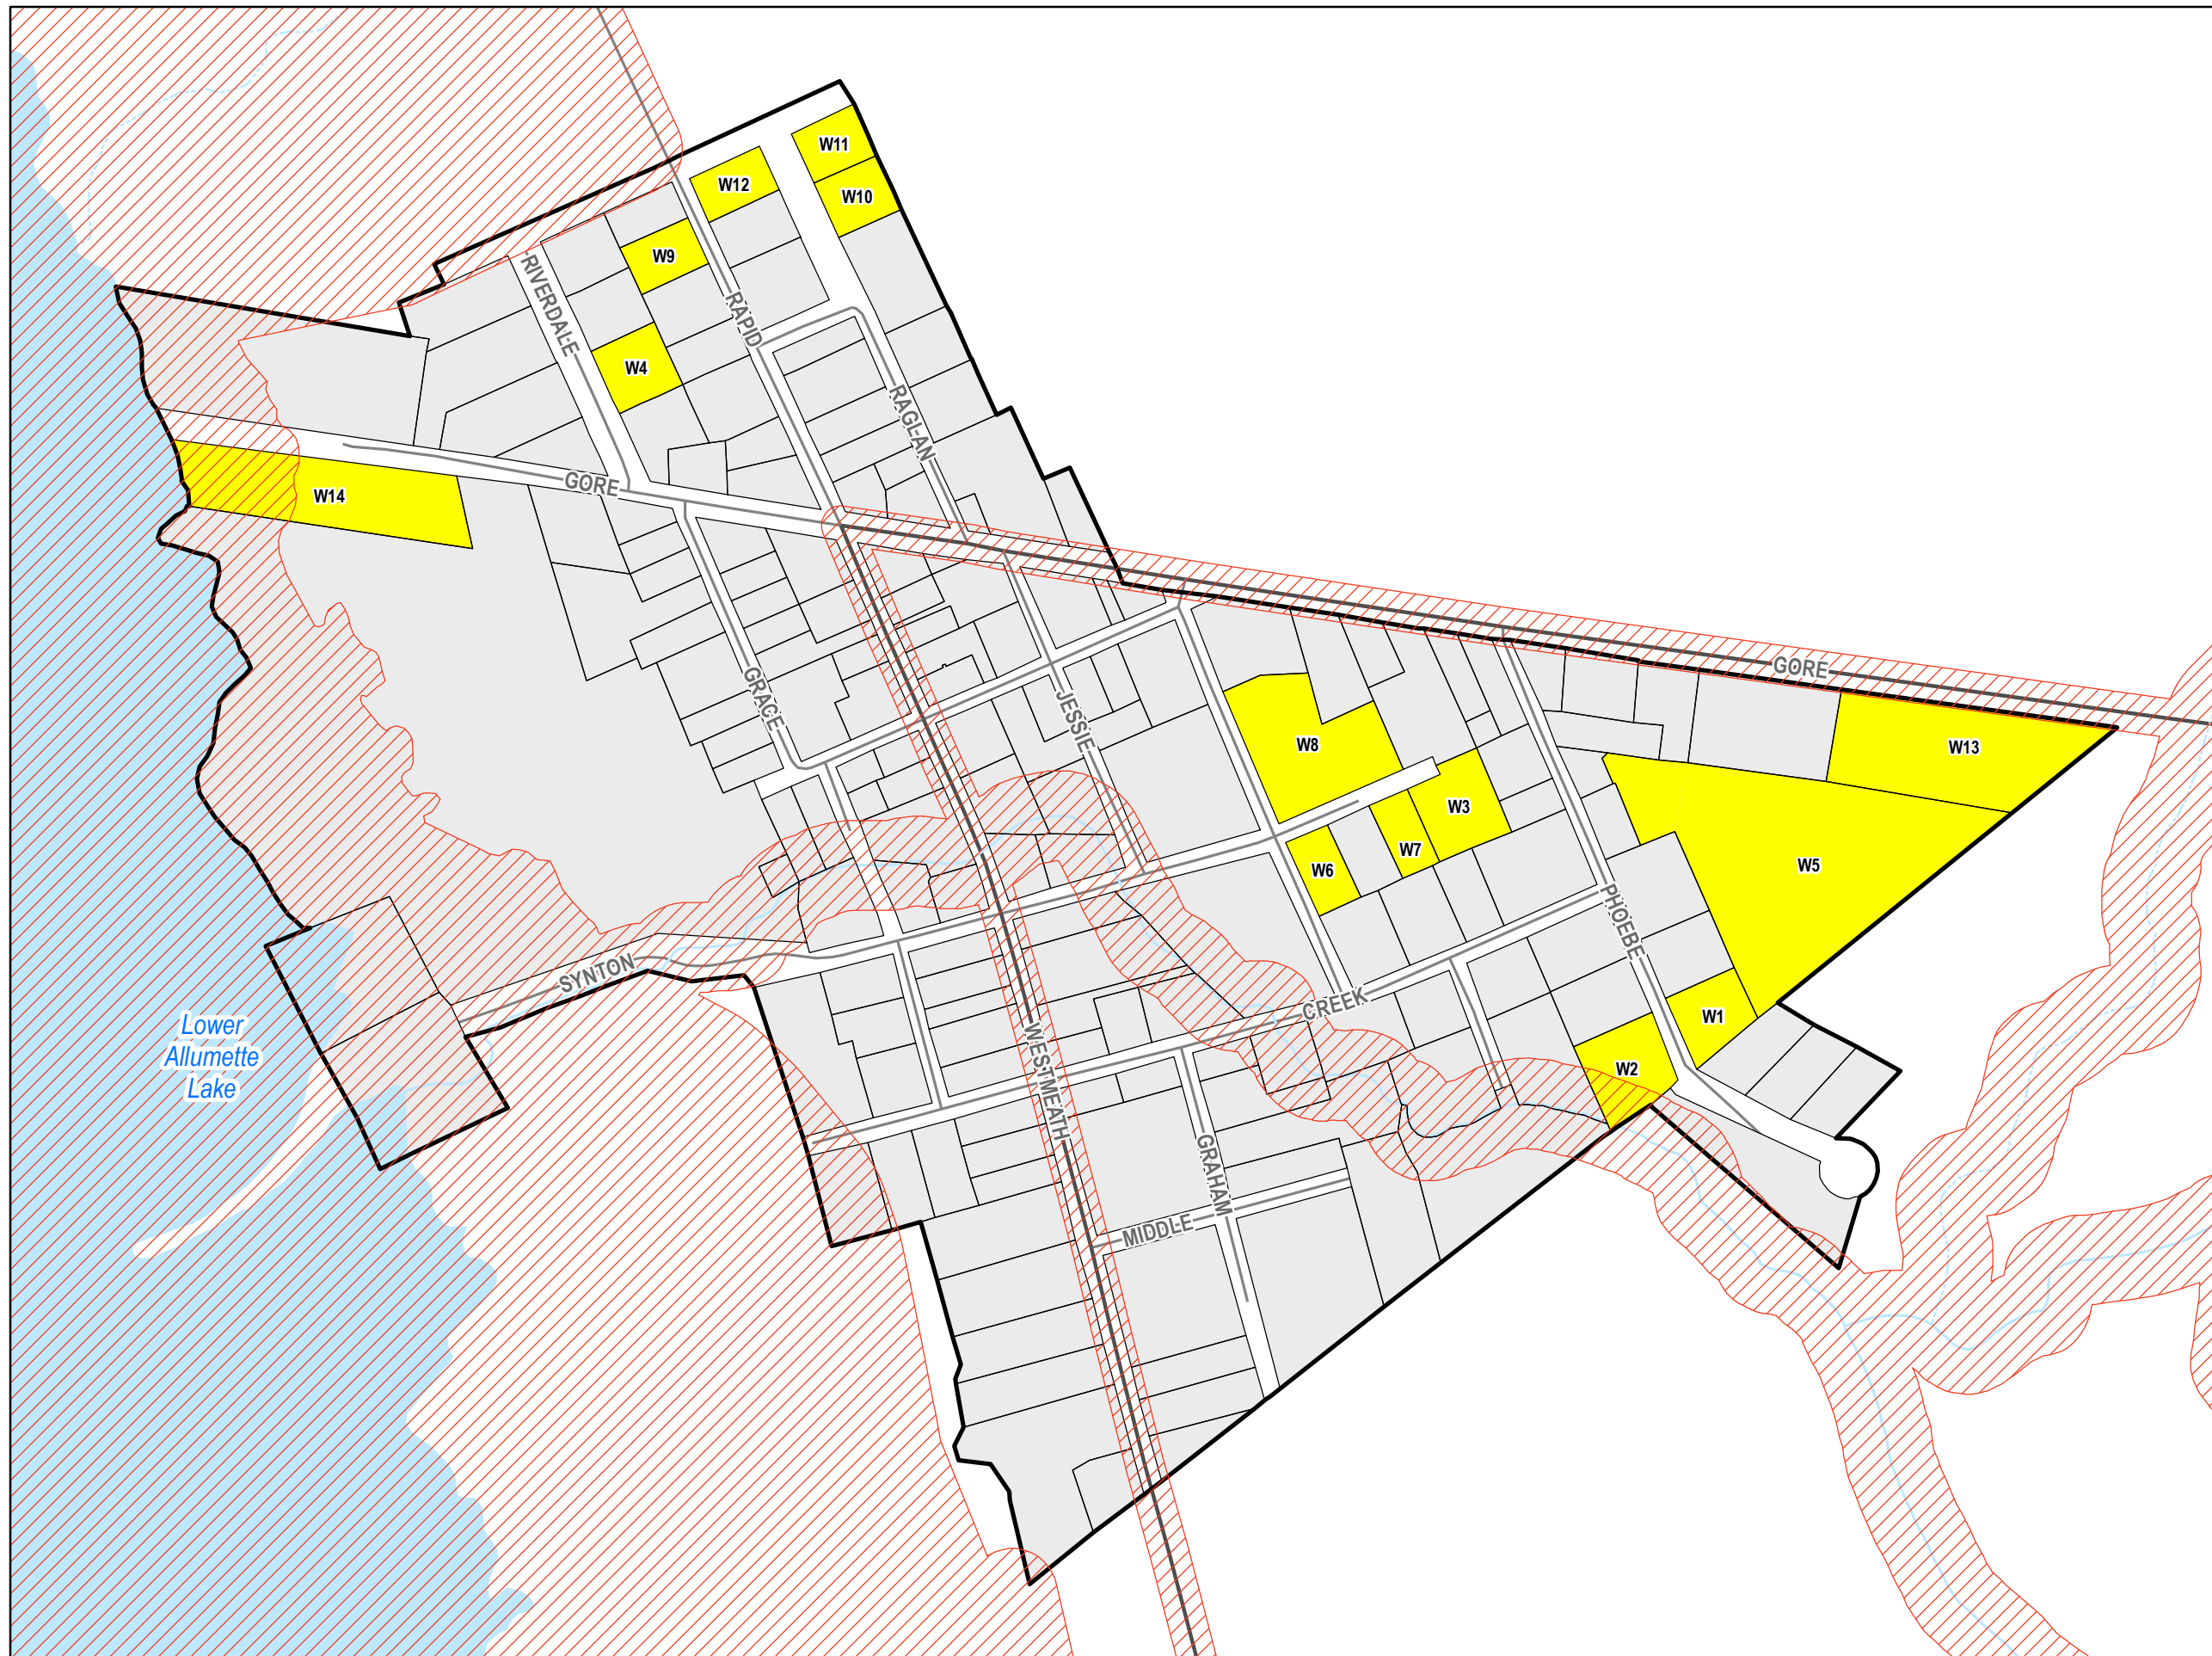 W11
W12
W10
W9
RIVERDALE
RAPID
W4
RAGLAN
GORE
W14
GORE
GRACE
JESSIE
W8
W13
W3
W7
W6
W5
PHOEBE
SYNTON
CREEK
W1
Lower
Allumette
Lake
WESTMEATH
W2
GRAHAM
MIDDLE